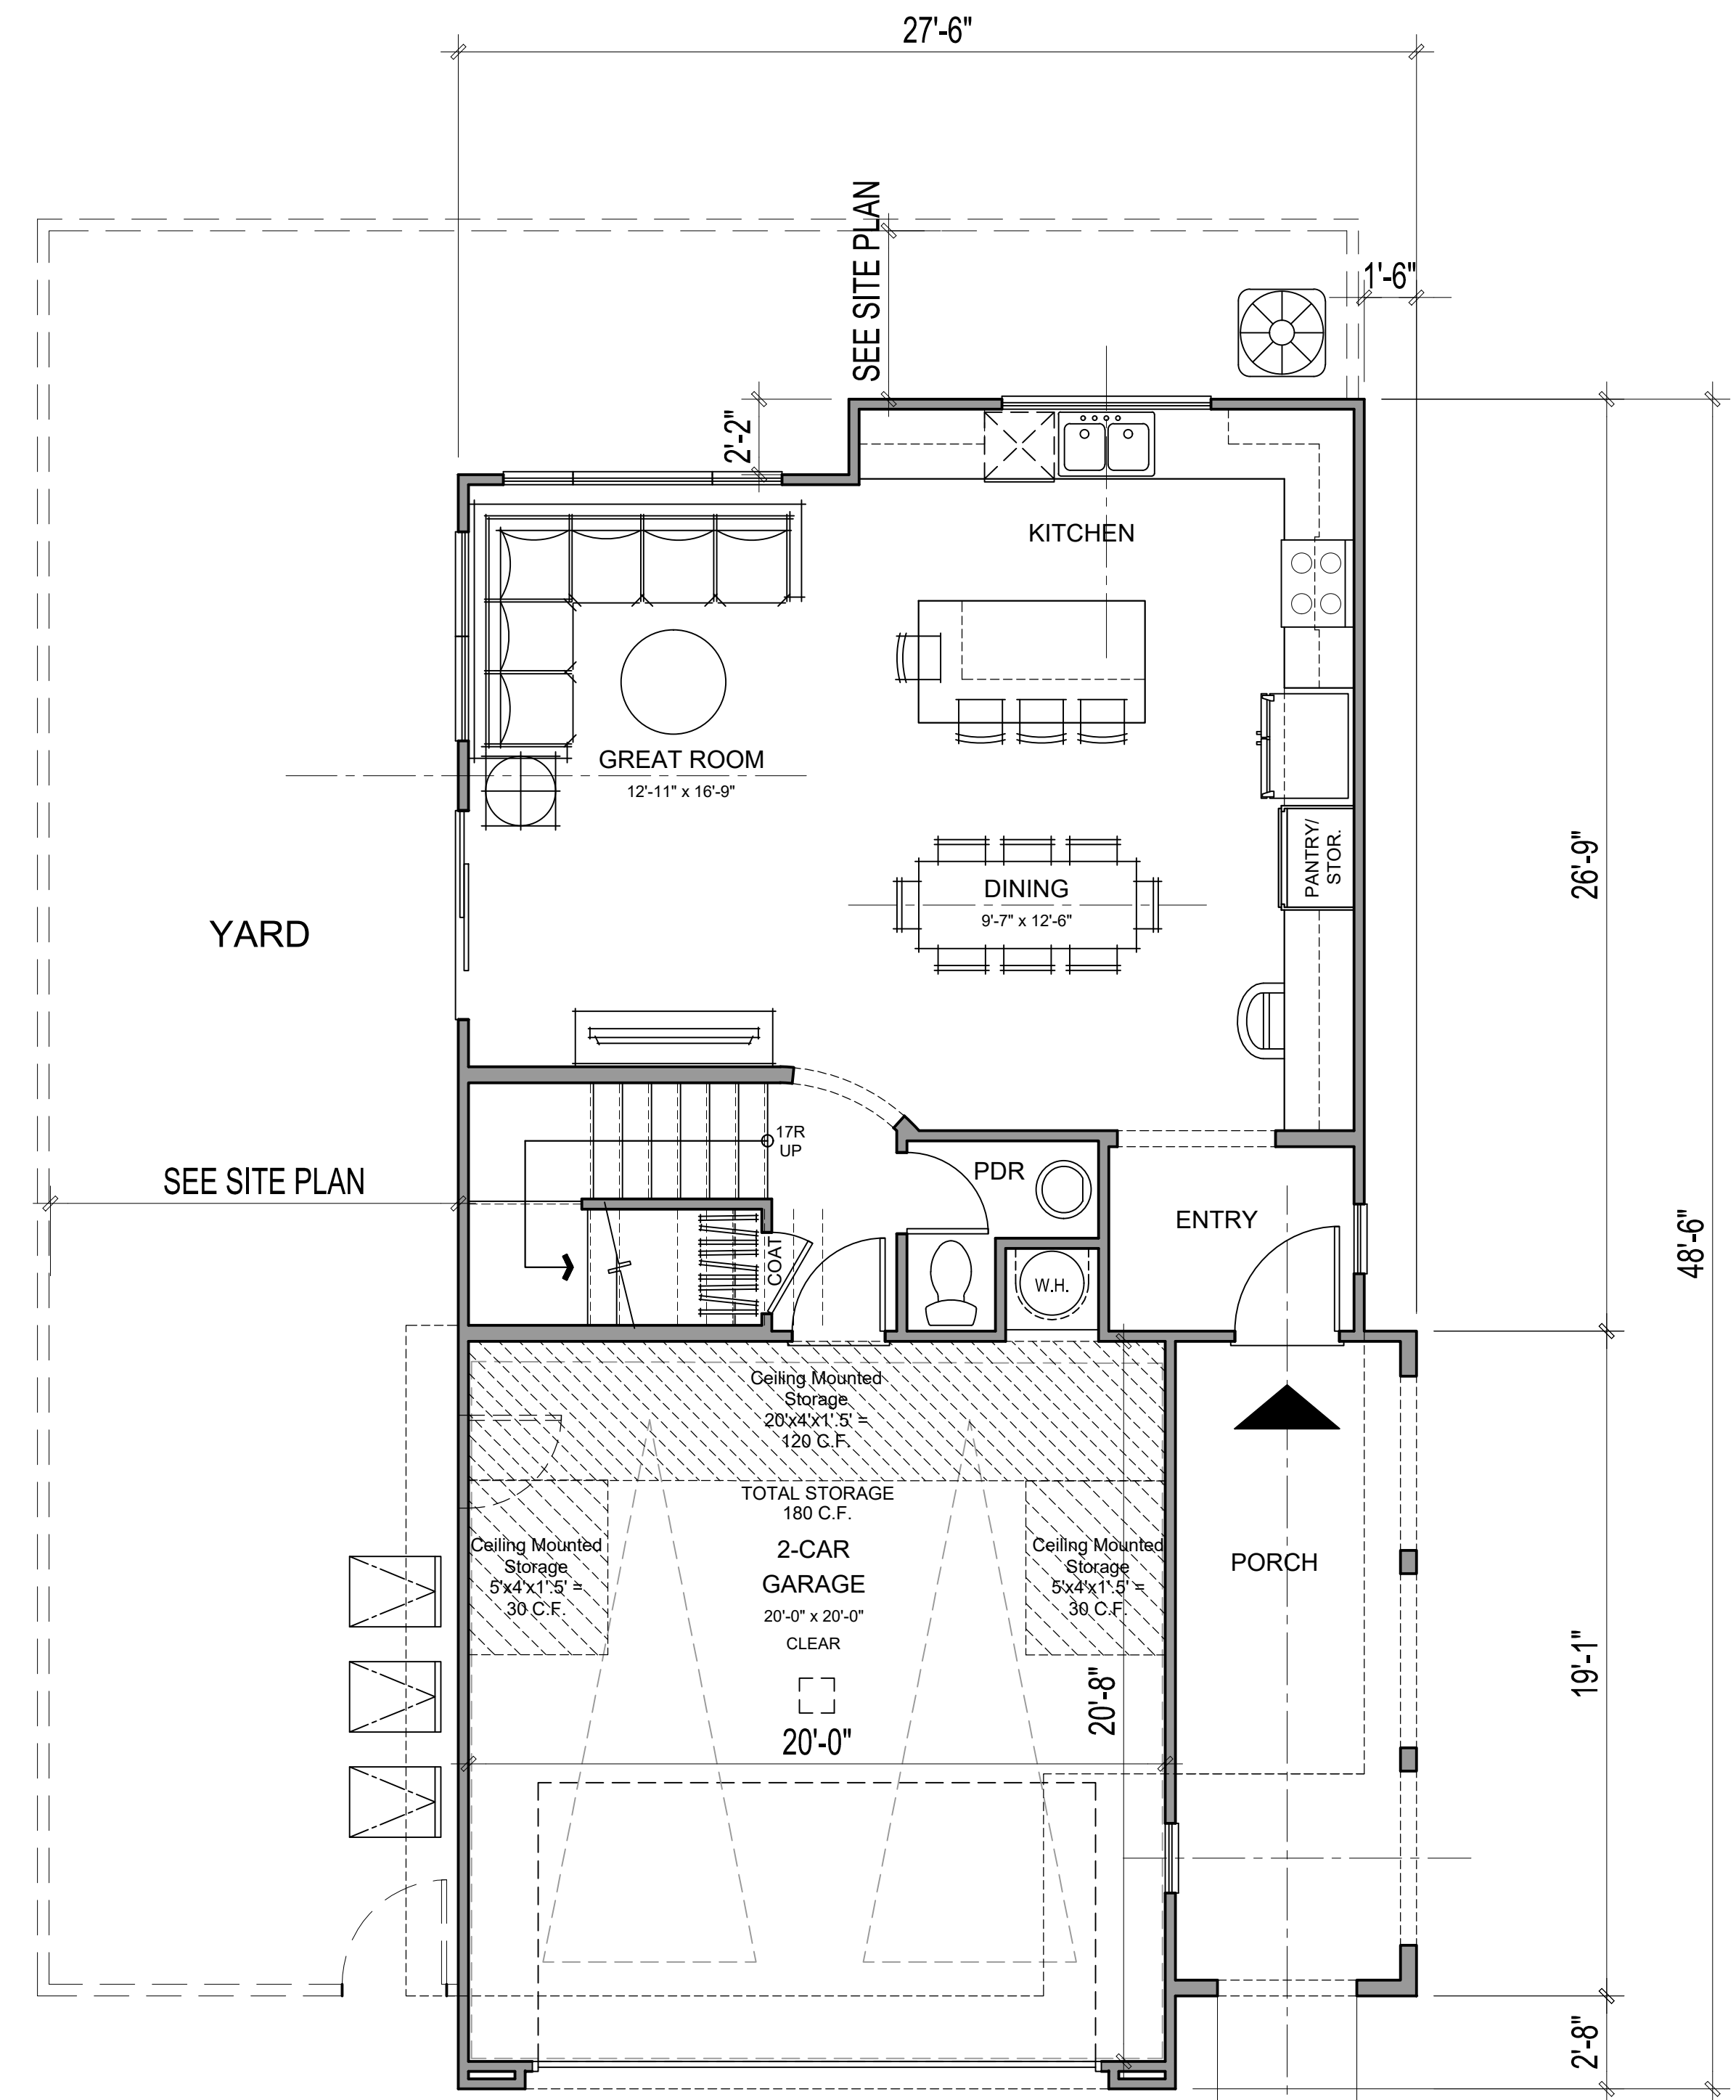 27'-6"
SEE SITE PLAN
1'-6"
2'-2"
KITCHEN
GREAT ROOM
12'-11" x 16'-9"
PANTRY/
STOR.
DINING
9'-7" x 12'-6"
26'-9"
YARD
17R
UP
PDR
SEE SITE PLAN
ENTRY
COAT
W.H.
48'-6"
Ceiling Mounted
Storage
20'x4'x1'.5' =
120 C.F.
TOTAL STORAGE
180 C.F.
2-CAR
GARAGE
20'-0" x 20'-0"
CLEAR
Ceiling Mounted
Storage
5'x4'x1'.5' =
30 C.F.
Ceiling Mounted
Storage
5'x4'x1'.5' =
30 C.F.
PORCH
19'-1"
20'-8"
20'-0"
2'-8"